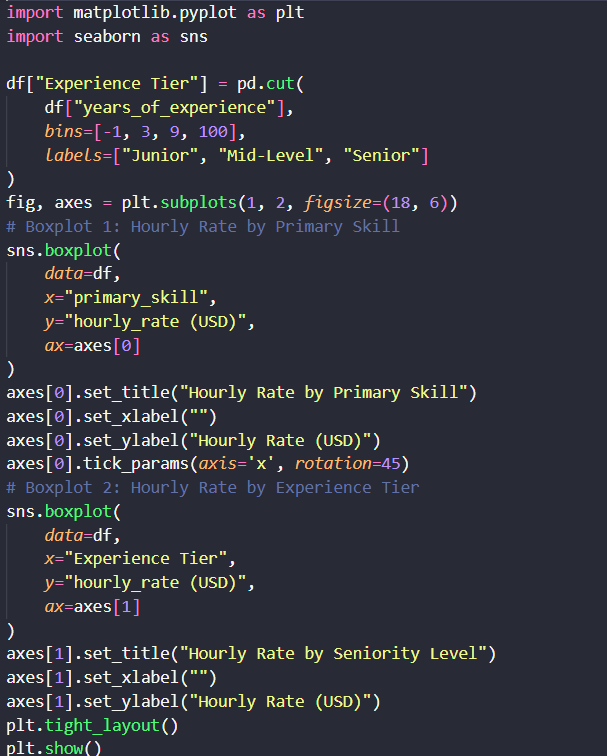 import matplotlib.pyplot as plt
import seaborn as sns

df["Experience Tier"] = pd.cut(
    df["years_of_experience"],
    bins=[-1, 3, 9, 100],
    labels=["Junior", "Mid-Level", "Senior"]
)
fig, axes = plt.subplots(1, 2, figsize=(18, 6))
# Boxplot 1: Hourly Rate by Primary Skill
sns.boxplot(
    data=df,
    x="primary_skill",
    y="hourly_rate (USD)",
    ax=axes[0]
)
axes[0].set_title("Hourly Rate by Primary Skill")
axes[0].set_xlabel("")
axes[0].set_ylabel("Hourly Rate (USD)")
axes[0].tick_params(axis='x', rotation=45)
# Boxplot 2: Hourly Rate by Experience Tier
sns.boxplot(
    data=df,
    x="Experience Tier",
    y="hourly_rate (USD)",
    ax=axes[1]
)
axes[1].set_title("Hourly Rate by Seniority Level")
axes[1].set_xlabel("")
axes[1].set_ylabel("Hourly Rate (USD)")
plt.tight_layout()
plt.show()